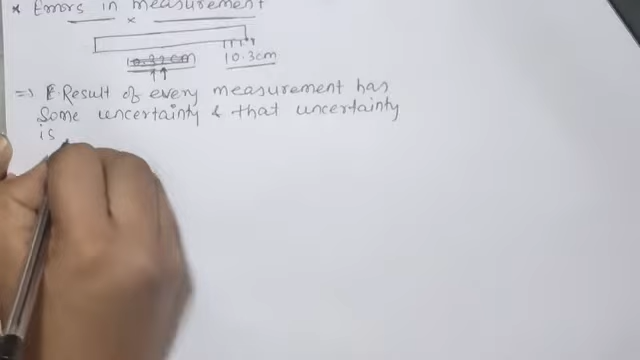 * Errors in measurement
x
10.3cm
=> Result of every measurement has
Some uncertainty & that uncertainty
is